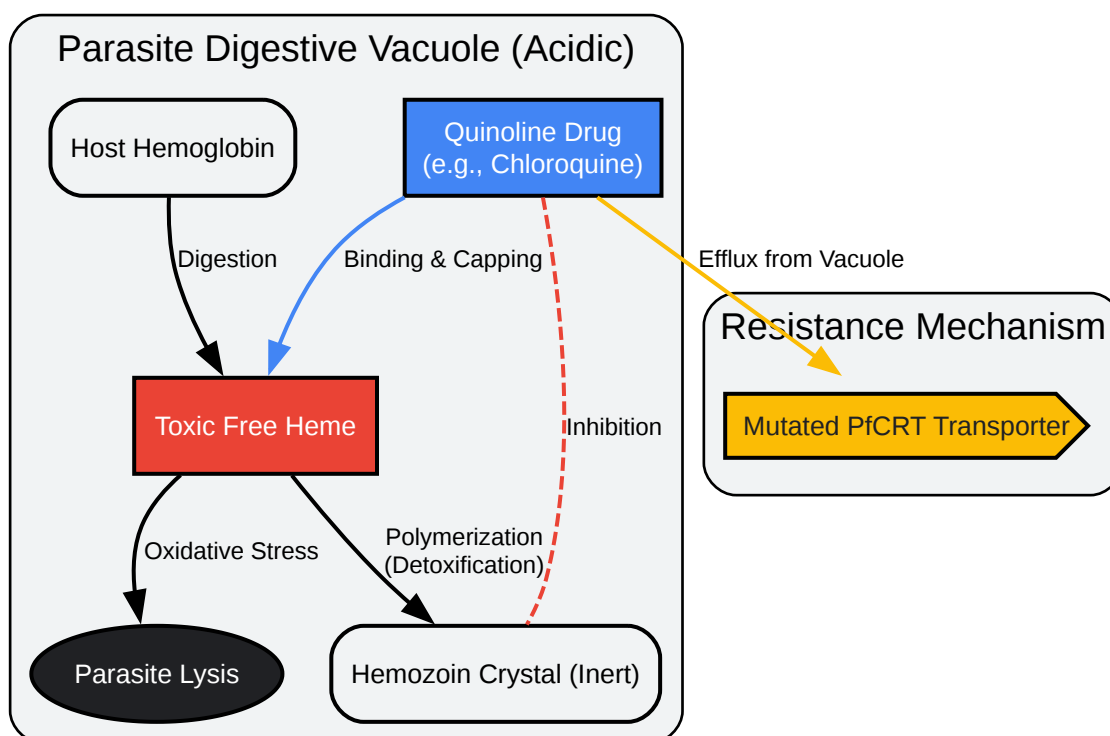 Parasite Digestive Vacuole (Acidic)
Host Hemoglobin
Quinoline Drug
(e.g., Chloroquine)
Digestion
Binding & Capping
Efflux from Vacuole
Resistance Mechanism
Toxic Free Heme
Inhibition
Mutated PfCRT Transporter
Oxidative Stress
Polymerization
(Detoxification)
Parasite Lysis
Hemozoin Crystal (Inert)